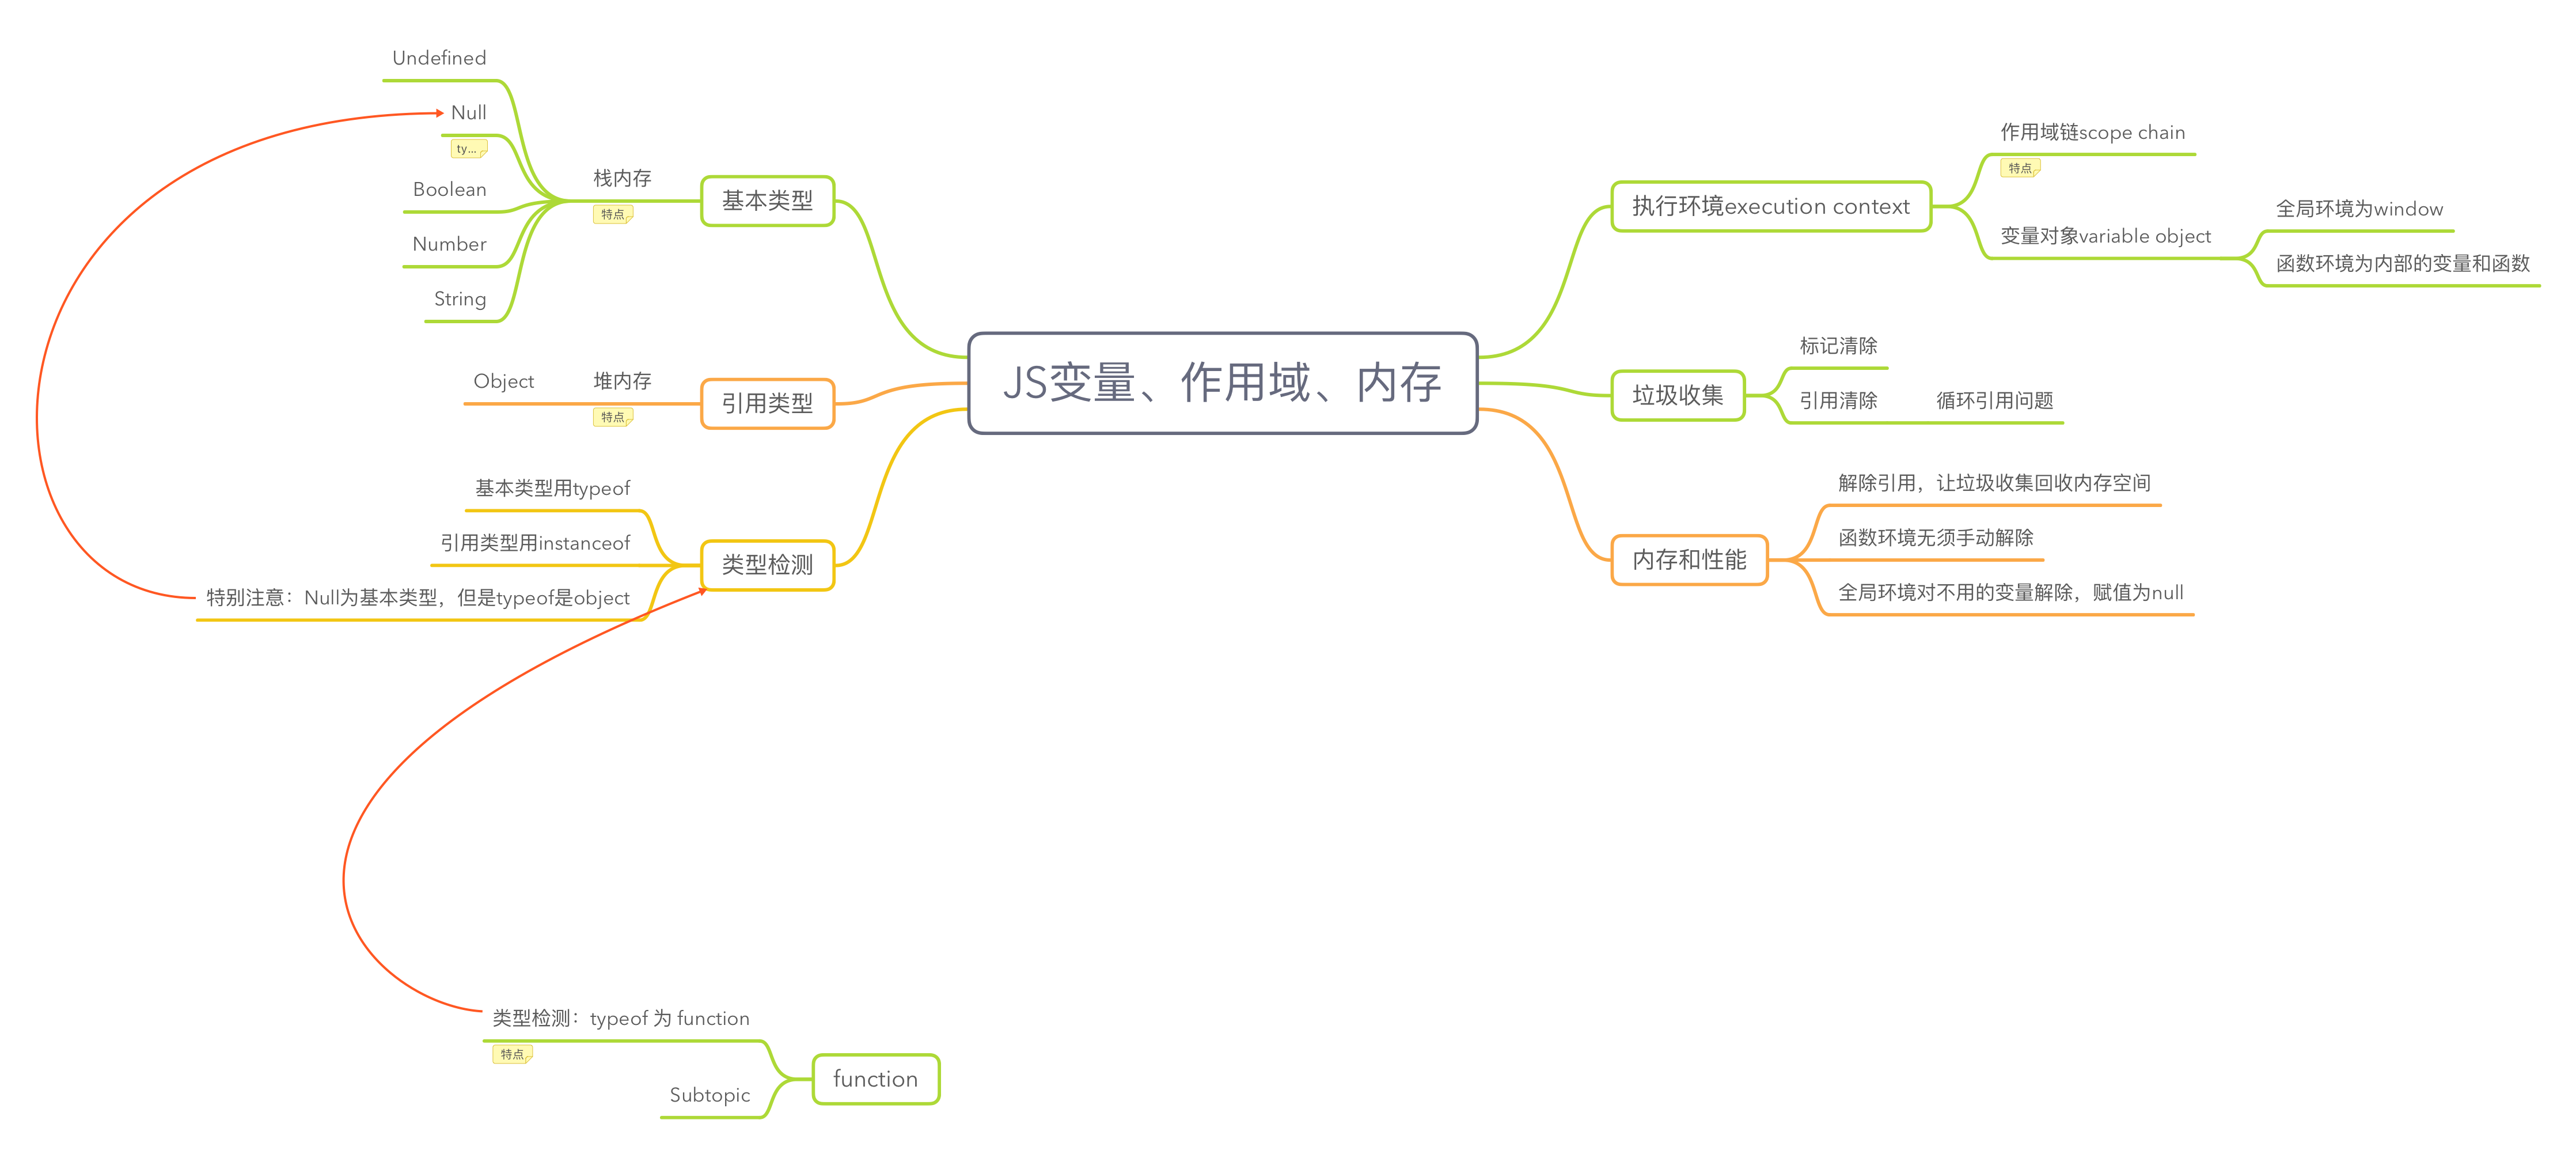 JS变量、作用域、内存
基本类型
栈内存
特点
Undefined
Null
ty...
Boolean
Number
String
引用类型
堆内存
特点
Object
类型检测
基本类型用typeof
引用类型用instanceof
特别注意：Null为基本类型，但是typeof是object
执行环境execution context
作用域链scope chain
特点
变量对象variable object
全局环境为window
函数环境为内部的变量和函数
垃圾收集
标记清除
引用清除
循环引用问题
内存和性能
解除引用，让垃圾收集回收内存空间
函数环境无须手动解除
全局环境对不用的变量解除，赋值为null
function
类型检测：typeof 为 function
特点
Subtopic